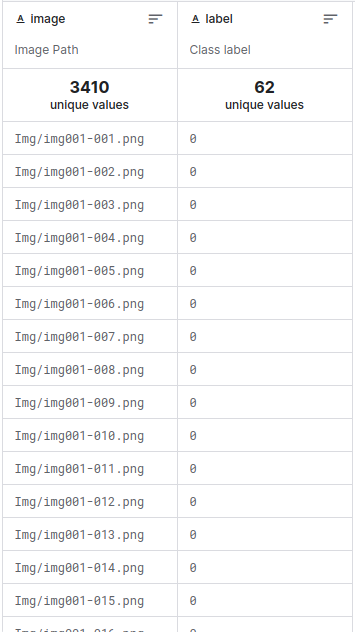 A image
A label
Image Path
Class label
3410
unique values
62
unique values
Img/img001-001.png 0
Img/img001-002.png 0
Img/img001-003.png 0
Img/img001-004.png 0
Img/img001-005.png 0
Img/img001-006.png 0
Img/img001-007.png 0
Img/img001-008.png 0
Img/img001-009.png 0
Img/img001-010.png 0
Img/img001-011.png 0
Img/img001-012.png 0
Img/img001-013.png 0
Img/img001-014.png 0
Img/img001-015.png 0